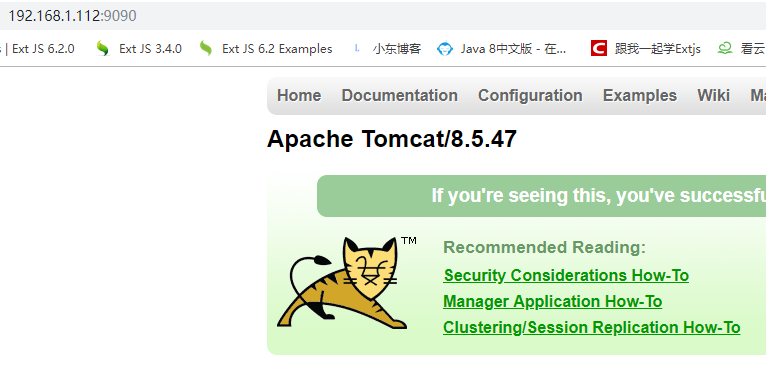 192.168.1.112:9090
| Ext JS 6.2.0 Ext JS 3.4.0 Ext JS 6.2 Examples 小东博客 Java 8中文版 - 在... 跟我一起学Extjs 看云
Home Documentation Configuration Examples Wiki Ma
Apache Tomcat/8.5.47
If you're seeing this, you've successfu
TM
Recommended Reading:
Security Considerations How-To
Manager Application How-To
Clustering/Session Replication How-To